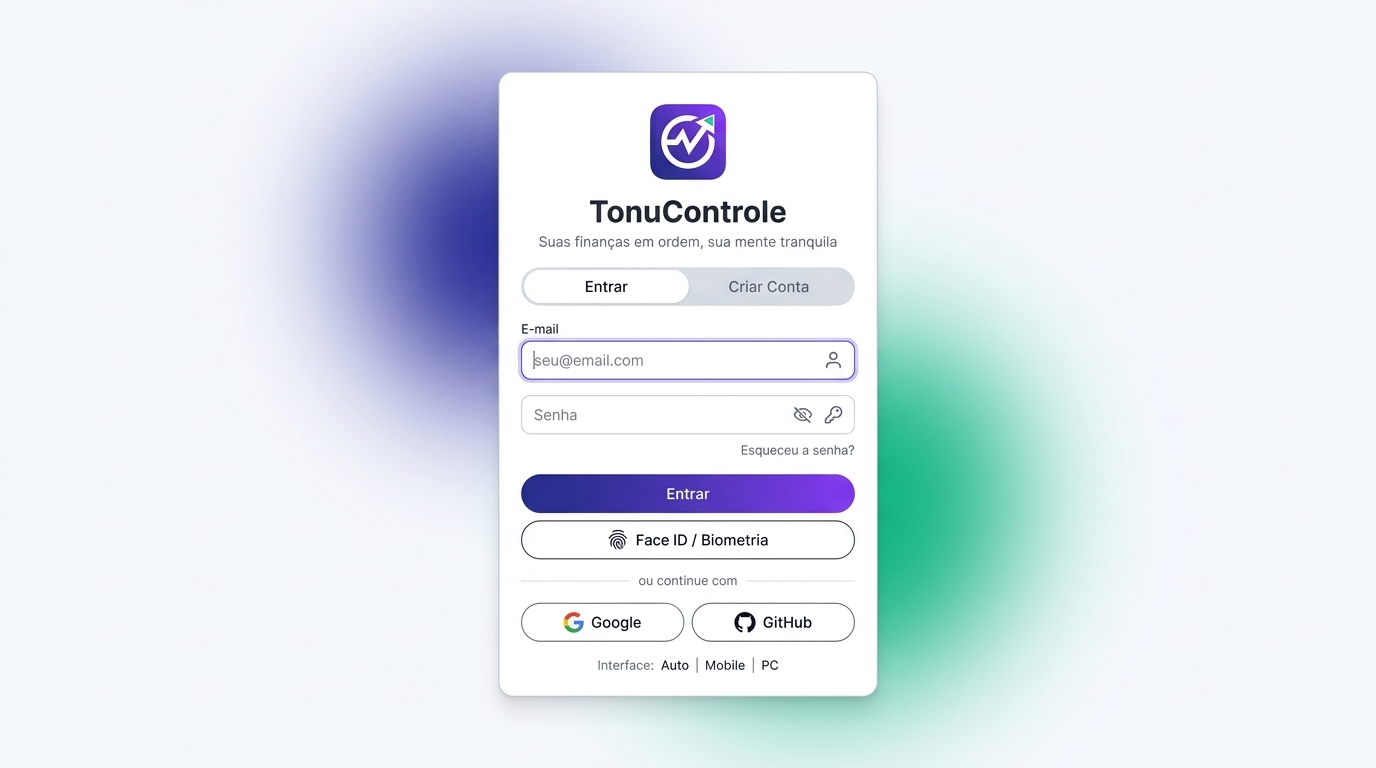 TonuControle
Suas finanças em ordem, sua mente tranquila
Entrar Criar Conta
E-mail
seu@email.com
Senha
Esqueceu a senha?
Entrar
Face ID / Biometria
ou continue com
Google GitHub
Interface: Auto | Mobile | PC